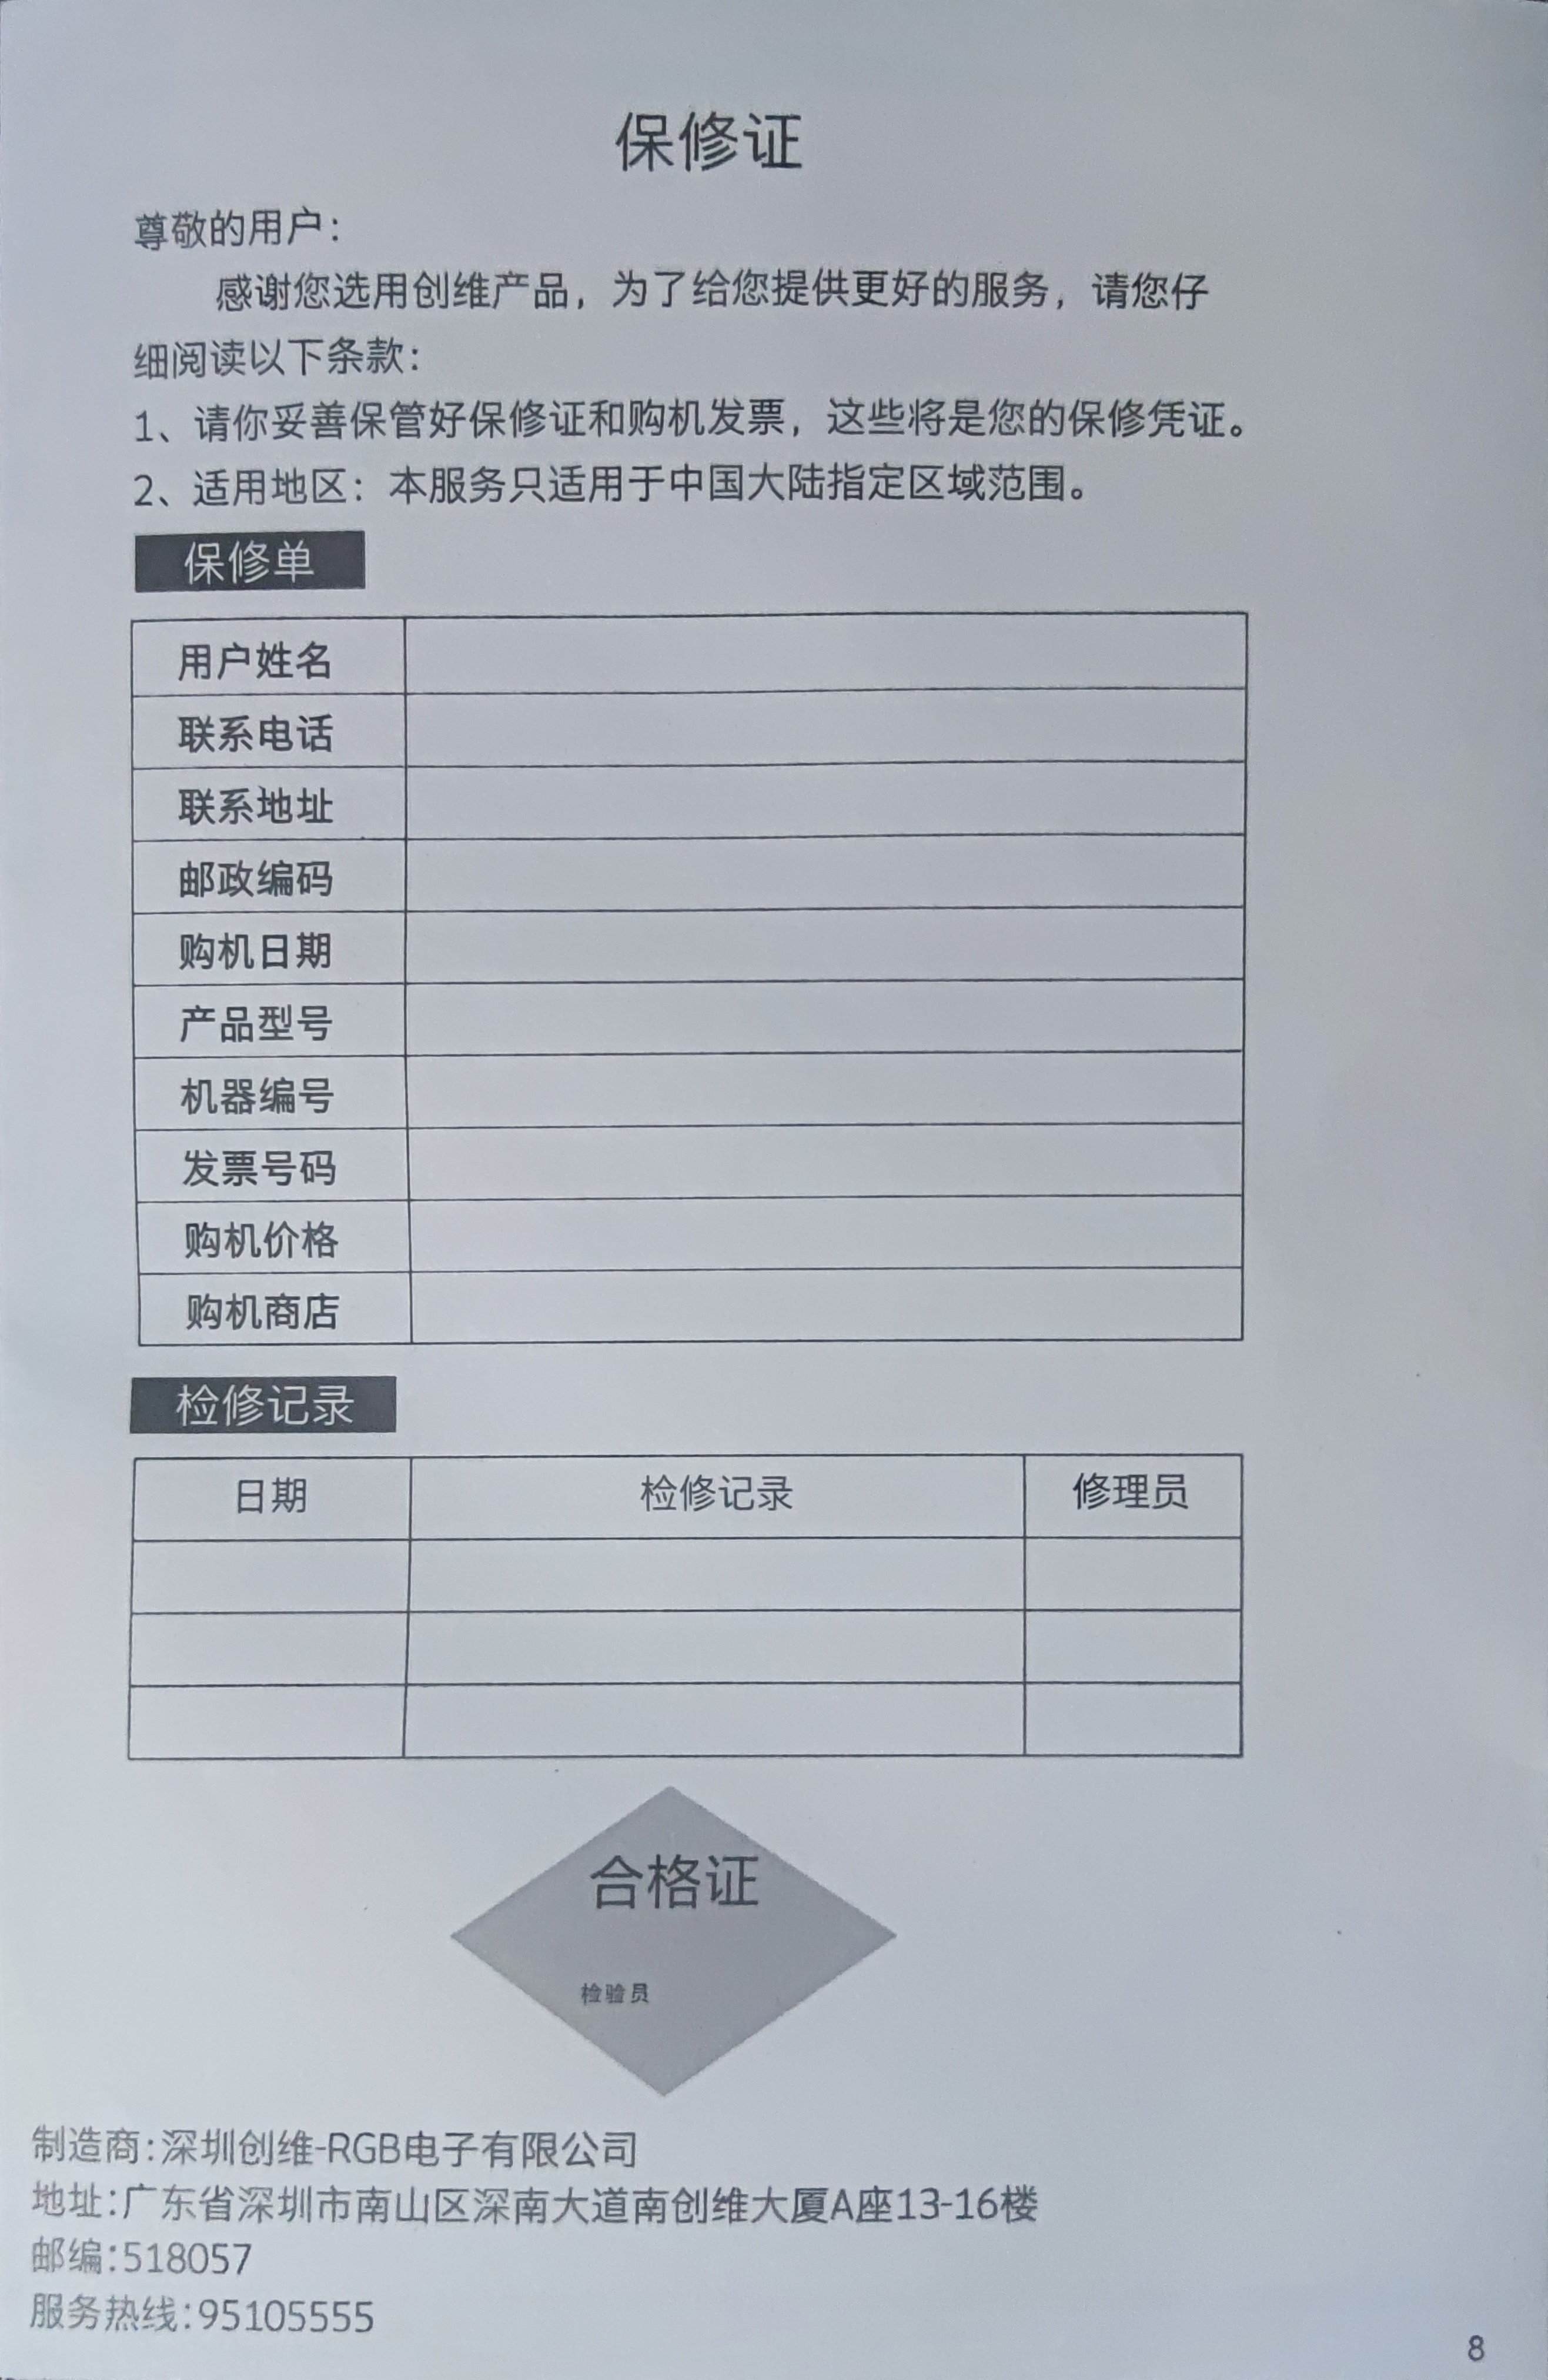 保修证
尊敬的用户：
感谢您选用创维产品，为了给您提供更好的服务，请您仔
细阅读以下条款：
1、请你妥善保管好保修证和购机发票，这些将是您的保修凭证。
2、适用地区：本服务只适用于中国大陆指定区域范围。
保修单
用户姓名
联系电话
联系地址
邮政编码
购机日期
产品型号
机器编号
发票号码
购机价格
购机商店
检修记录
日期 检修记录 修理员
合格证
检验员
制造商:深圳创维-RGB电子有限公司
地址:广东省深圳市南山区深南大道南创维大厦A座13-16楼
邮编:518057
服务热线:95105555
8